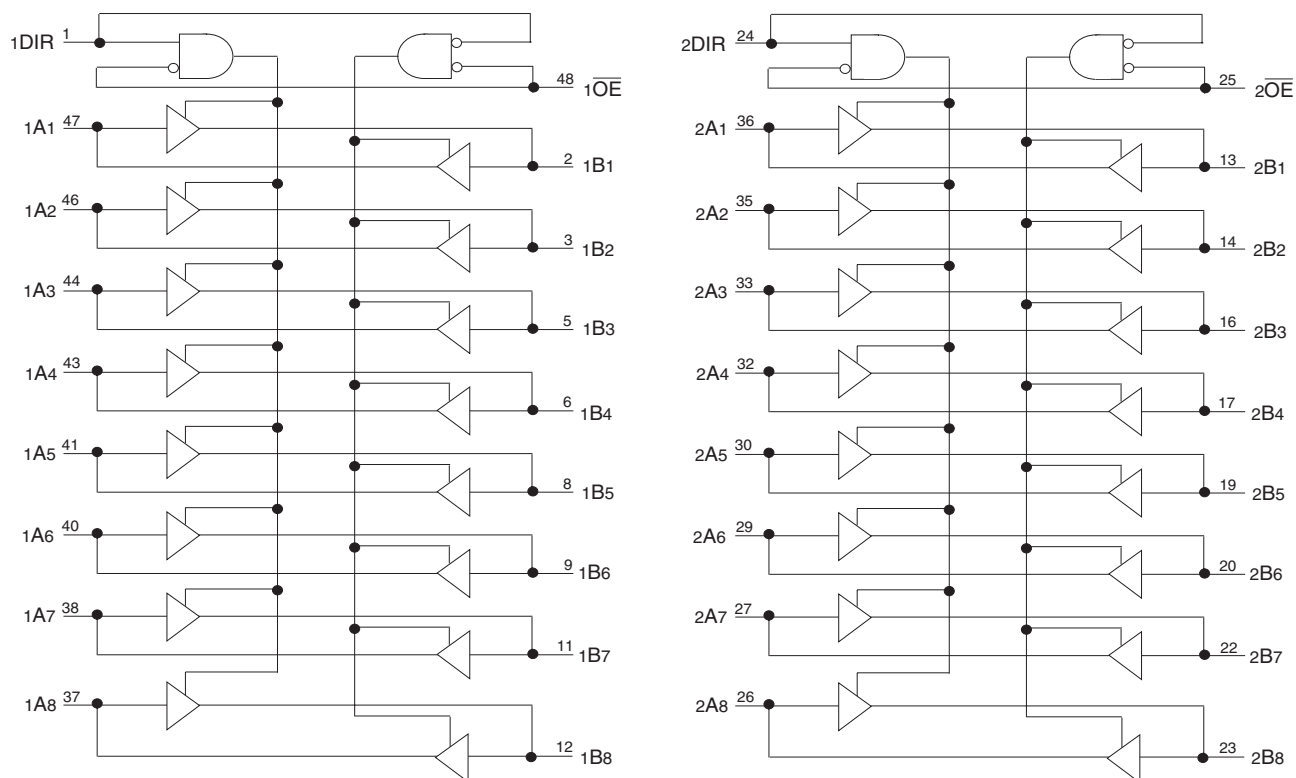 1DIR 1
48 1OE
1A1 47
2 1B1
1A2 46
3 1B2
1A3 44
5 1B3
1A4 43
6 1B4
1A5 41
8 1B5
1A6 40
9 1B6
1A7 38
11 1B7
1A8 37
12 1B8
2DIR 24
25 2OE
2A1 36
13 2B1
2A2 35
14 2B2
2A3 33
16 2B3
2A4 32
17 2B4
2A5 30
19 2B5
2A6 29
20 2B6
2A7 27
22 2B7
2A8 26
23 2B8